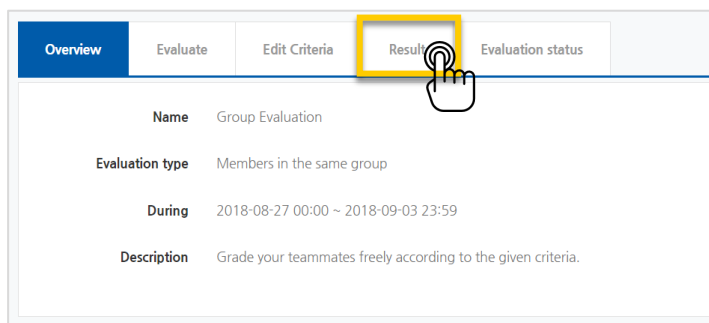 Overview Evaluate Edit Criteria Result Evaluation status
Name Group Evaluation
Evaluation type Members in the same group
During 2018-08-27 00:00 ~ 2018-09-03 23:59
Description Grade your teammates freely according to the given criteria.